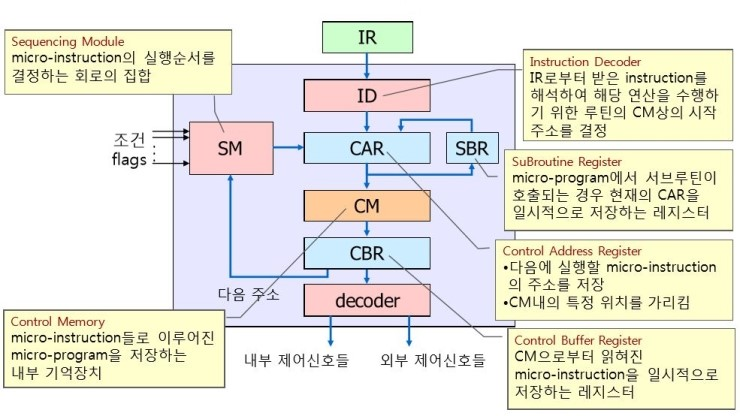 Sequencing Module
micro-instruction의 실행순서를
결정하는 회로의 집합
IR
Instruction Decoder
IR로부터 받은 instruction를
해석하여 해당 연산을 수행하
기 위한 루틴의 CM상의 시작
주소를 결정
ID
조건
flags
SM
CAR
SBR
SuBroutine Register
micro-program에서 서브루틴이
호출되는 경우 현재의 CAR을
일시적으로 저장하는 레지스터
CM
CBR
Control Address Register
•다음에 실행할 micro-instruction
의 주소를 저장
•CM내의 특정 위치를 가리킴
다음 주소
decoder
Control Memory
micro-instruction들로 이루어진
micro-program을 저장하는
내부 기억장치
내부 제어신호들
외부 제어신호들
Control Buffer Register
CM으로부터 읽혀진
micro-instruction을 일시적으로
저장하는 레지스터